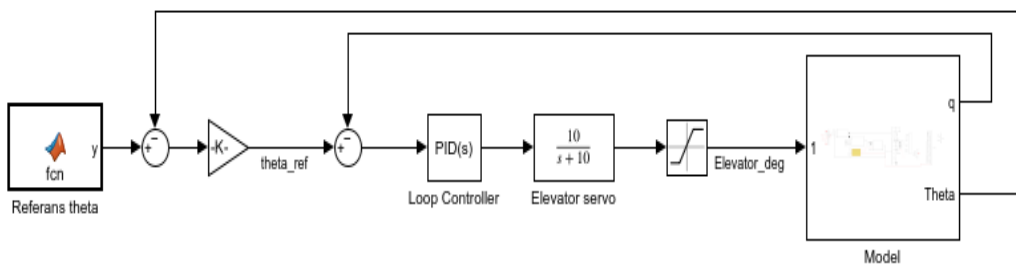 fcn
y
Referans theta
+
−
-K-
theta_ref
+
−
PID(s)
Loop Controller
10
s + 10
Elevator servo
Elevator_deg
1
q
Theta
Model